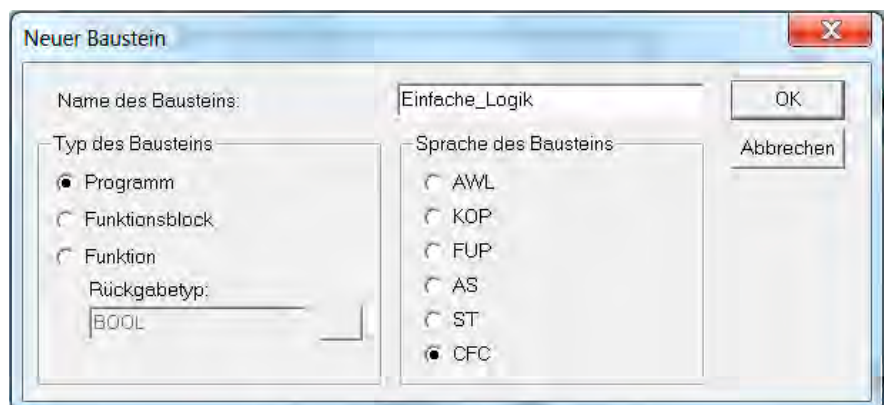 Neuer Baustein
Name des Bausteins:
Einfache_Logik
OK
Abbrechen
Typ des Bausteins
Programm
Funktionsblock
Funktion
Rückgabetyp:
BOOL
Sprache des Bausteins
AWL
KOP
FUP
AS
ST
CFC